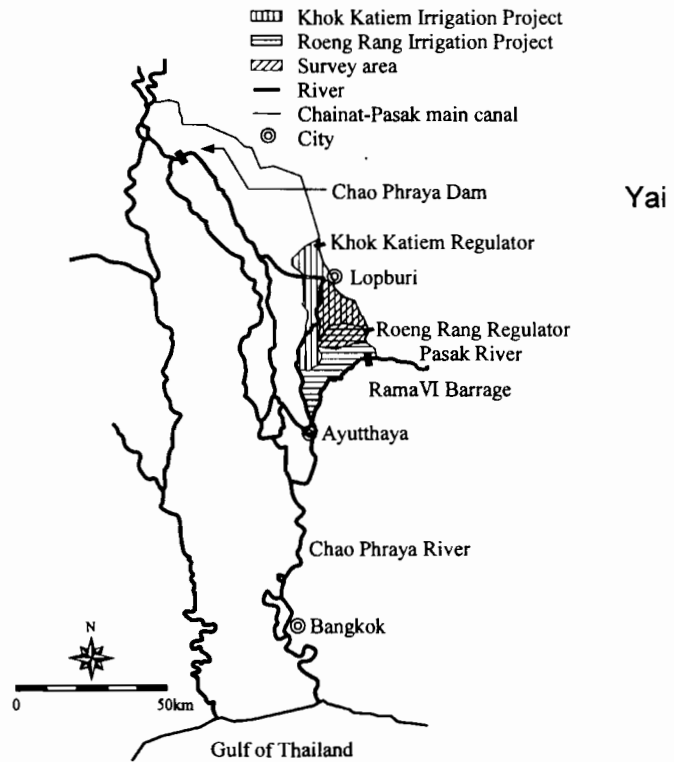 Khok Katiem Irrigation Project
Roeng Rang Irrigation Project
Survey area
River
Chainat-Pasak main canal
City
Chao Phraya Dam
Yai
Khok Katiem Regulator
Lopburi
Roeng Rang Regulator
Pasak River
RamaVI Barrage
Ayutthaya
Chao Phraya River
Bangkok
N
0 50km
Gulf of Thailand